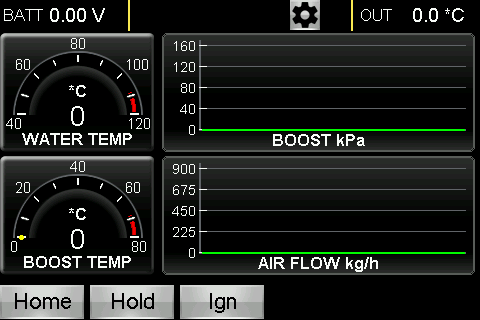 BATT 0.00 V
OUT 0.0 °C
80
60 100
°C
40 0 120
WATER TEMP
160
120
80
40
0
BOOST kPa
40
20 60
°C
0 0 80
BOOST TEMP
900
675
450
225
0
AIR FLOW kg/h
Home Hold Ign